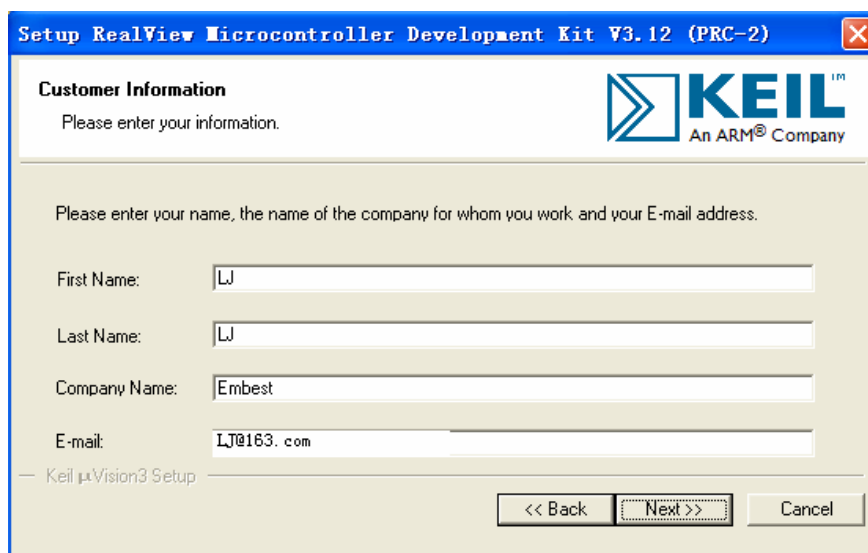 Setup RealView Microcontroller Development Kit V3.12 (PRC-2)
Customer Information
Please enter your information.
KEIL™
An ARM® Company
Please enter your name, the name of the company for whom you work and your E-mail address.
First Name: LJ
Last Name: LJ
Company Name: Embest
E-mail: LJ@163.com
Keil µVision3 Setup
<< Back Next >> Cancel